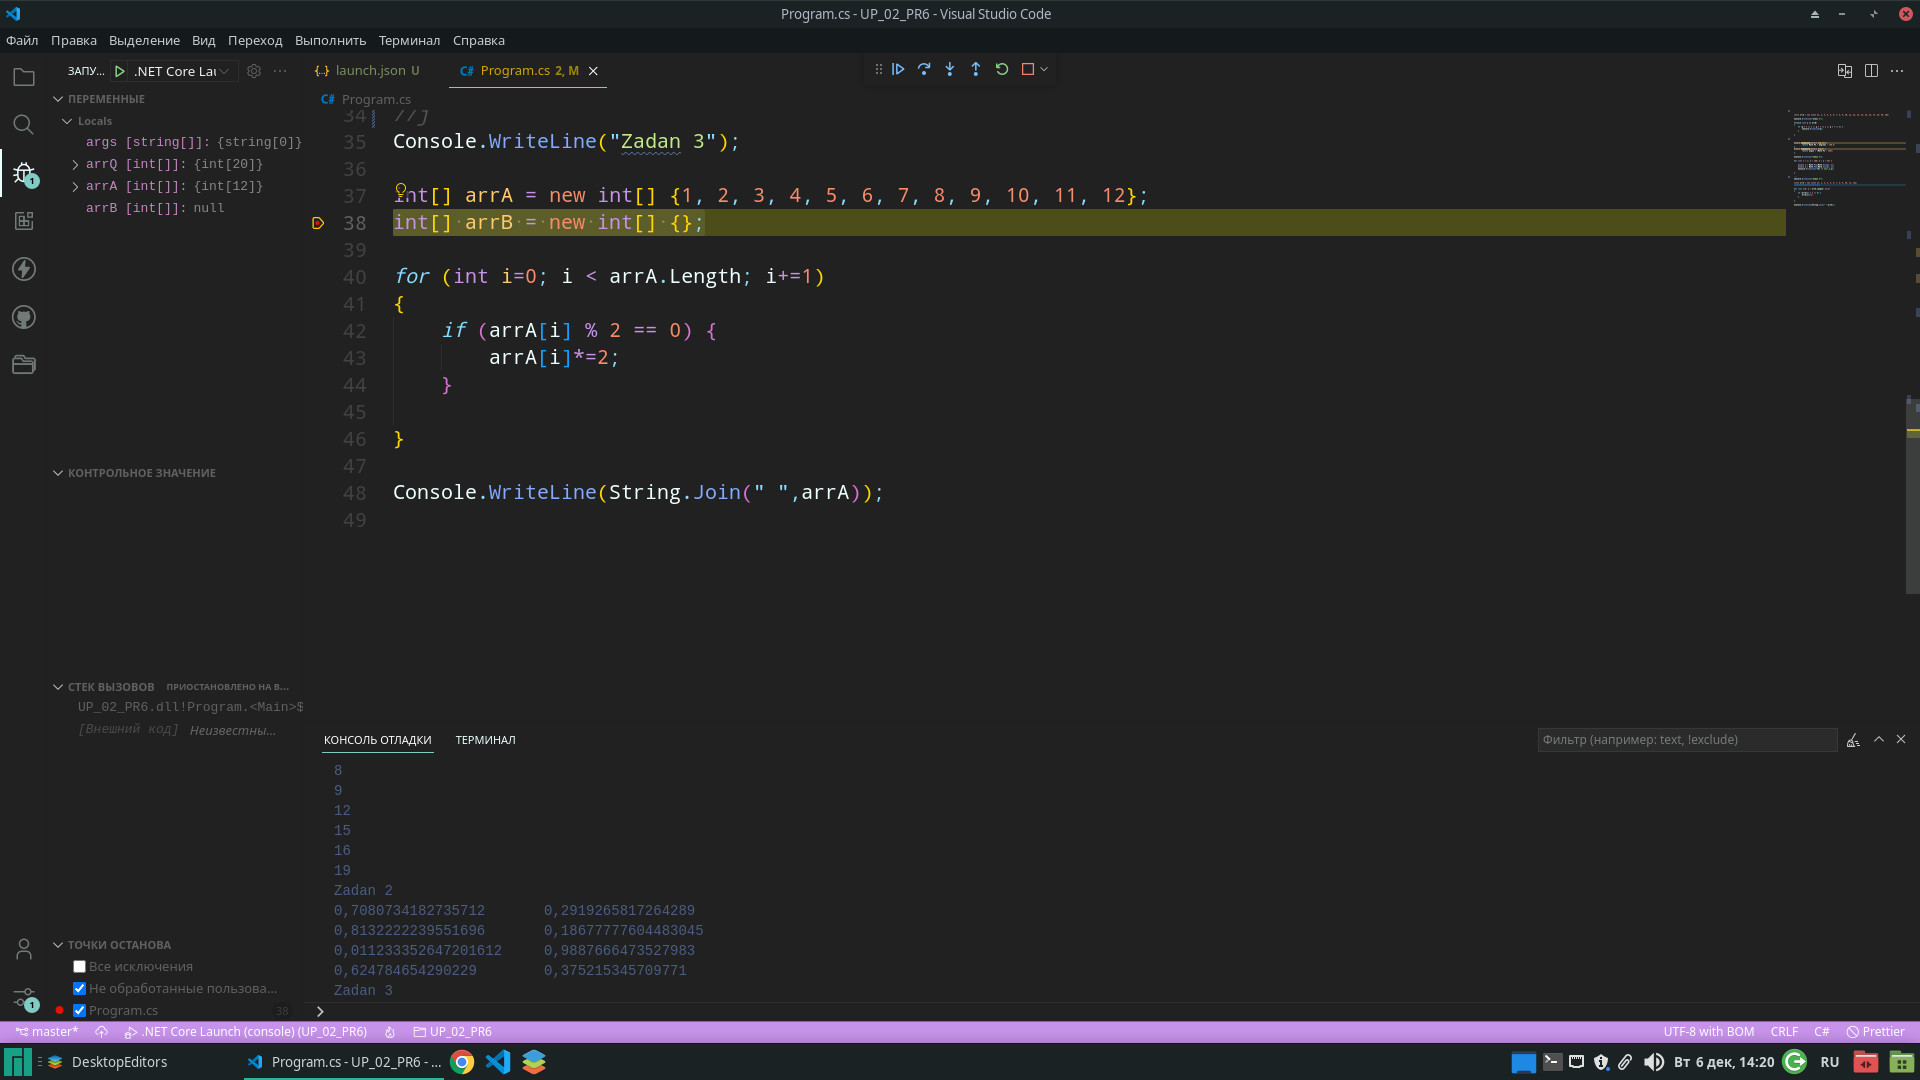 Program.cs - UP_02_PR6 - Visual Studio Code
Файл Правка Выделение Вид Переход Выполнить Терминал Справка
ЗАПУ... .NET Core Lau
launch.json U
C# Program.cs 2, M
ПЕРЕМЕННЫЕ
C# Program.cs
Locals
args [string[]]: {string[0]}
arrQ [int[]]: {int[20]}
arrA [int[]]: {int[12]}
arrB [int[]]: null
34 //j
35 Console.WriteLine("Zadan 3");
36
37 int[] arrA = new int[] {1, 2, 3, 4, 5, 6, 7, 8, 9, 10, 11, 12};
38 int[] arrB = new int[] {};
39
40 for (int i=0; i < arrA.Length; i+=1)
41 {
42 if (arrA[i] % 2 == 0) {
43 arrA[i]*=2;
44 }
45
46 }
47
48 Console.WriteLine(String.Join(" ",arrA));
49
КОНТРОЛЬНОЕ ЗНАЧЕНИЕ
СТЕК ВЫЗОВОВ ПРИОСТАНОВЛЕНО НА В...
UP_02_PR6.dll!Program.<Main>$
[Внешний код] Неизвестны...
ТОЧКИ ОСТАНОВА
Все исключения
Не обработанные пользова...
Program.cs 38
КОНСОЛЬ ОТЛАДКИ ТЕРМИНАЛ
Фильтр (например: text, !exclude)
8
9
12
15
16
19
Zadan 2
0,7080734182735712 0,2919265817264289
0,8132222239551696 0,18677777604483045
0,011233352647201612 0,9887666473527983
0,624784654290229 0,375215345709771
Zadan 3
1
1
master* .NET Core Launch (console) (UP_02_PR6) UP_02_PR6
UTF-8 with BOM CRLF C# Prettier
DesktopEditors
Program.cs - UP_02_PR6 - ...
Вт 6 дек, 14:20
RU